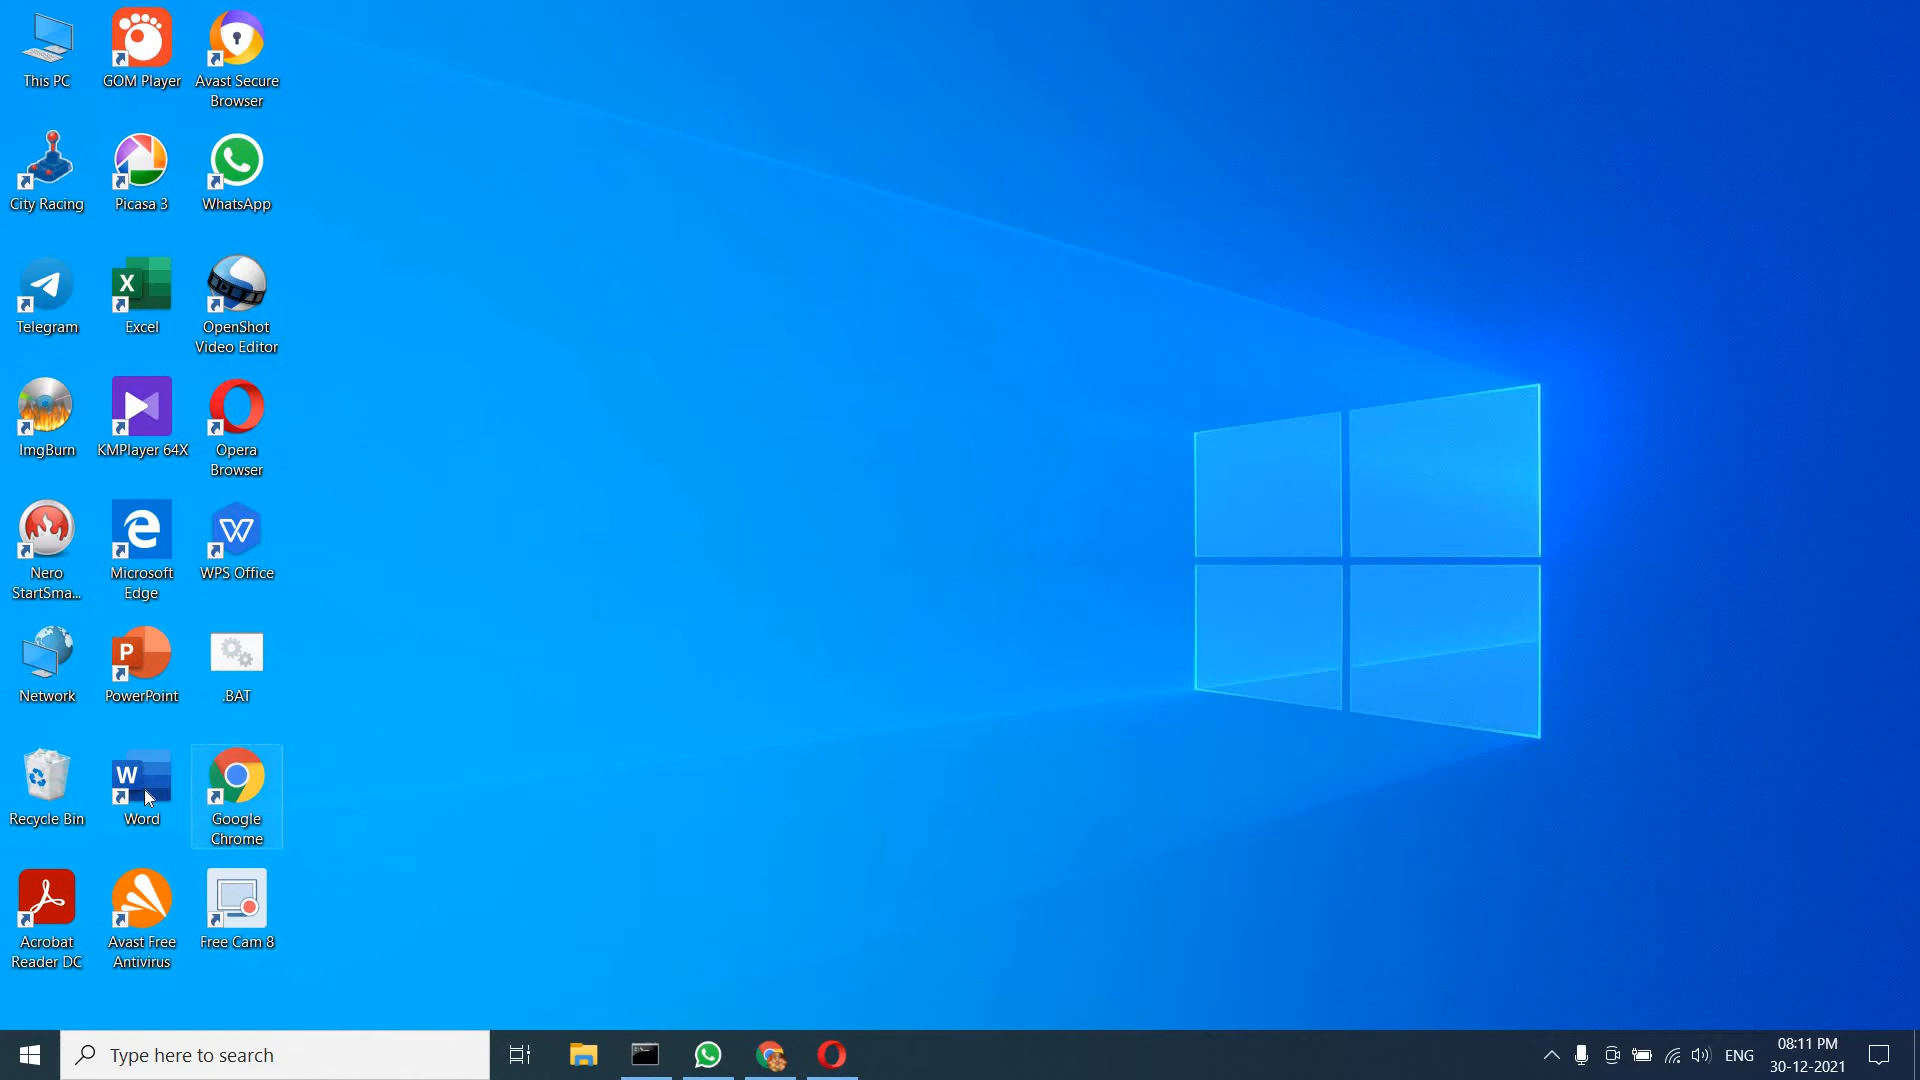 This PC
GOM Player
Avast Secure
Browser
City Racing
Picasa 3
WhatsApp
Telegram
X
Excel
OpenShot
Video Editor
ImgBurn
KMPlayer 64X
Opera
Browser
Nero
StartSma...
Microsoft
Edge
W
WPS Office
Network
P
PowerPoint
.BAT
Recycle Bin
W
Word
Google
Chrome
Acrobat
Reader DC
Avast Free
Antivirus
Free Cam 8
Type here to search
ENG
08:11 PM
30-12-2021